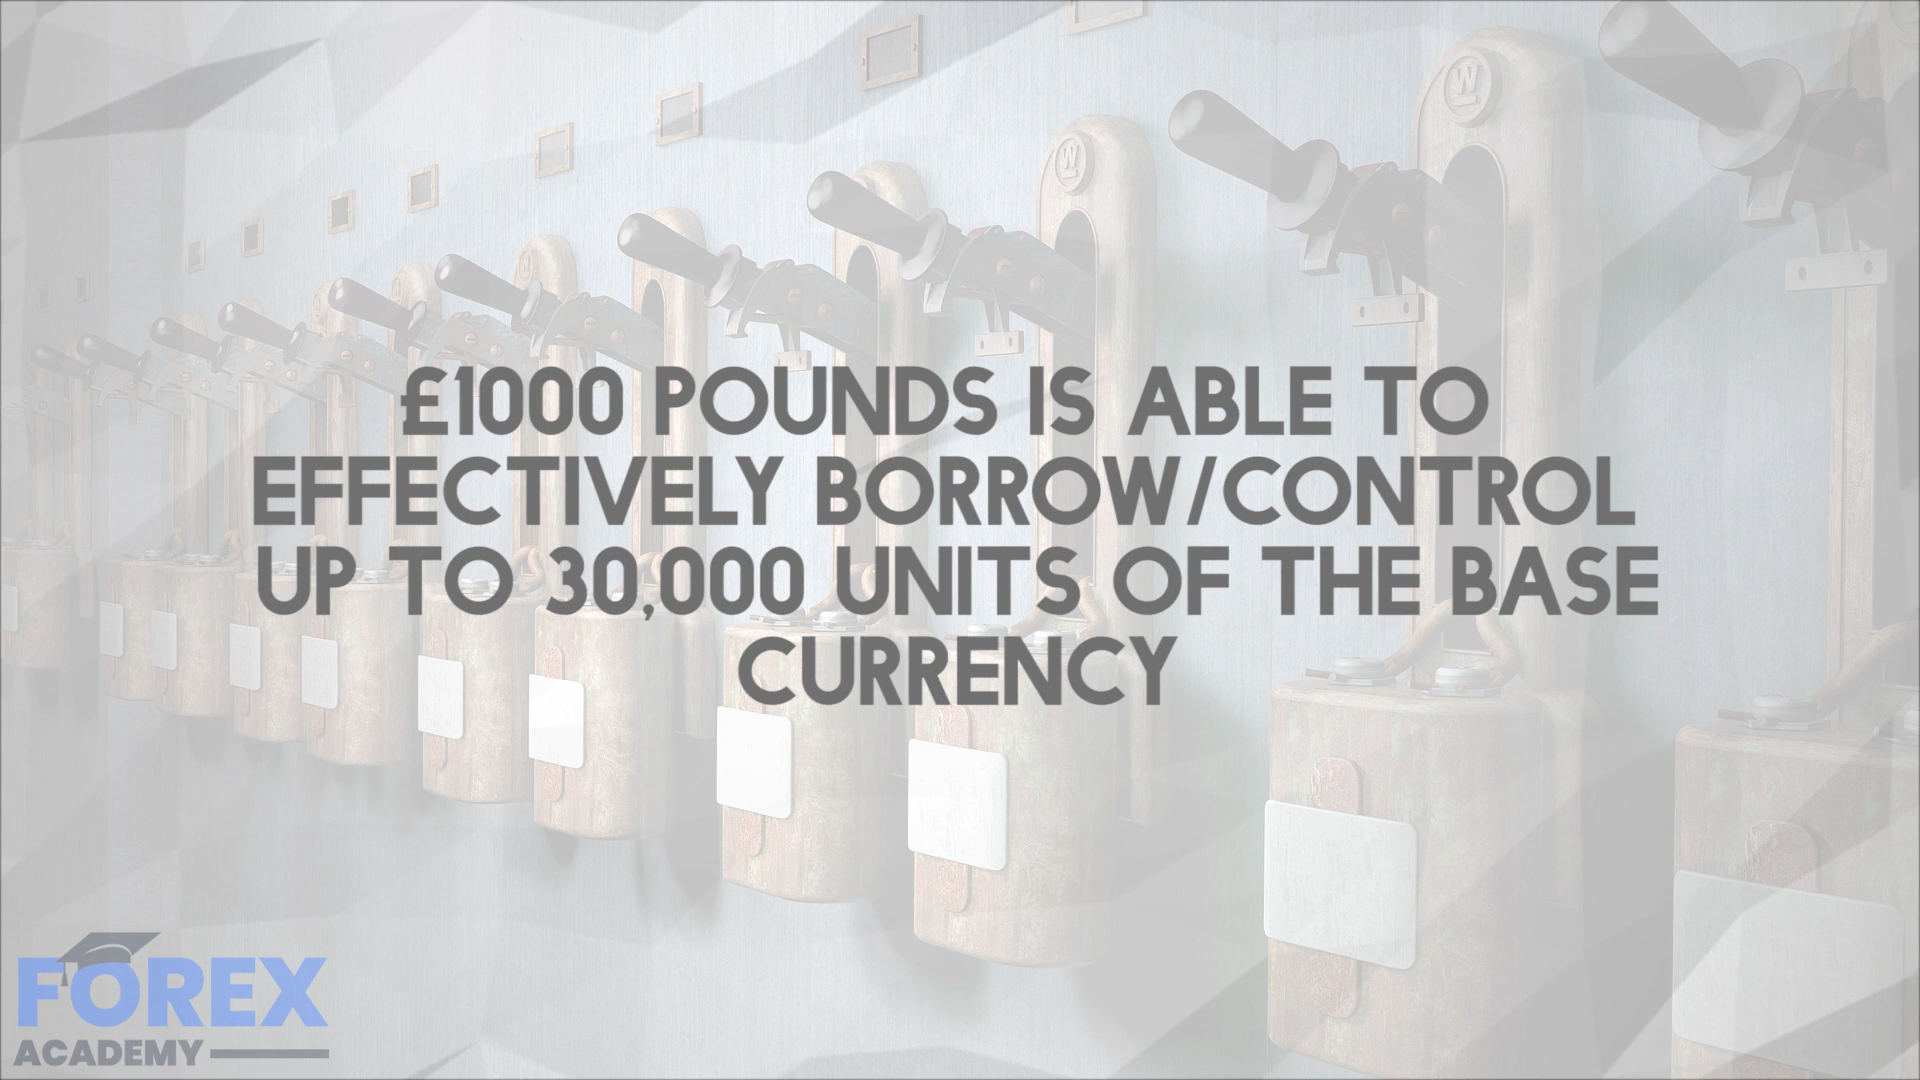 £1000 POUNDS IS ABLE TO
EFFECTIVELY BORROW/CONTROL
UP TO 30,000 UNITS OF THE BASE
CURRENCY
W
W
W
FOREX
ACADEMY